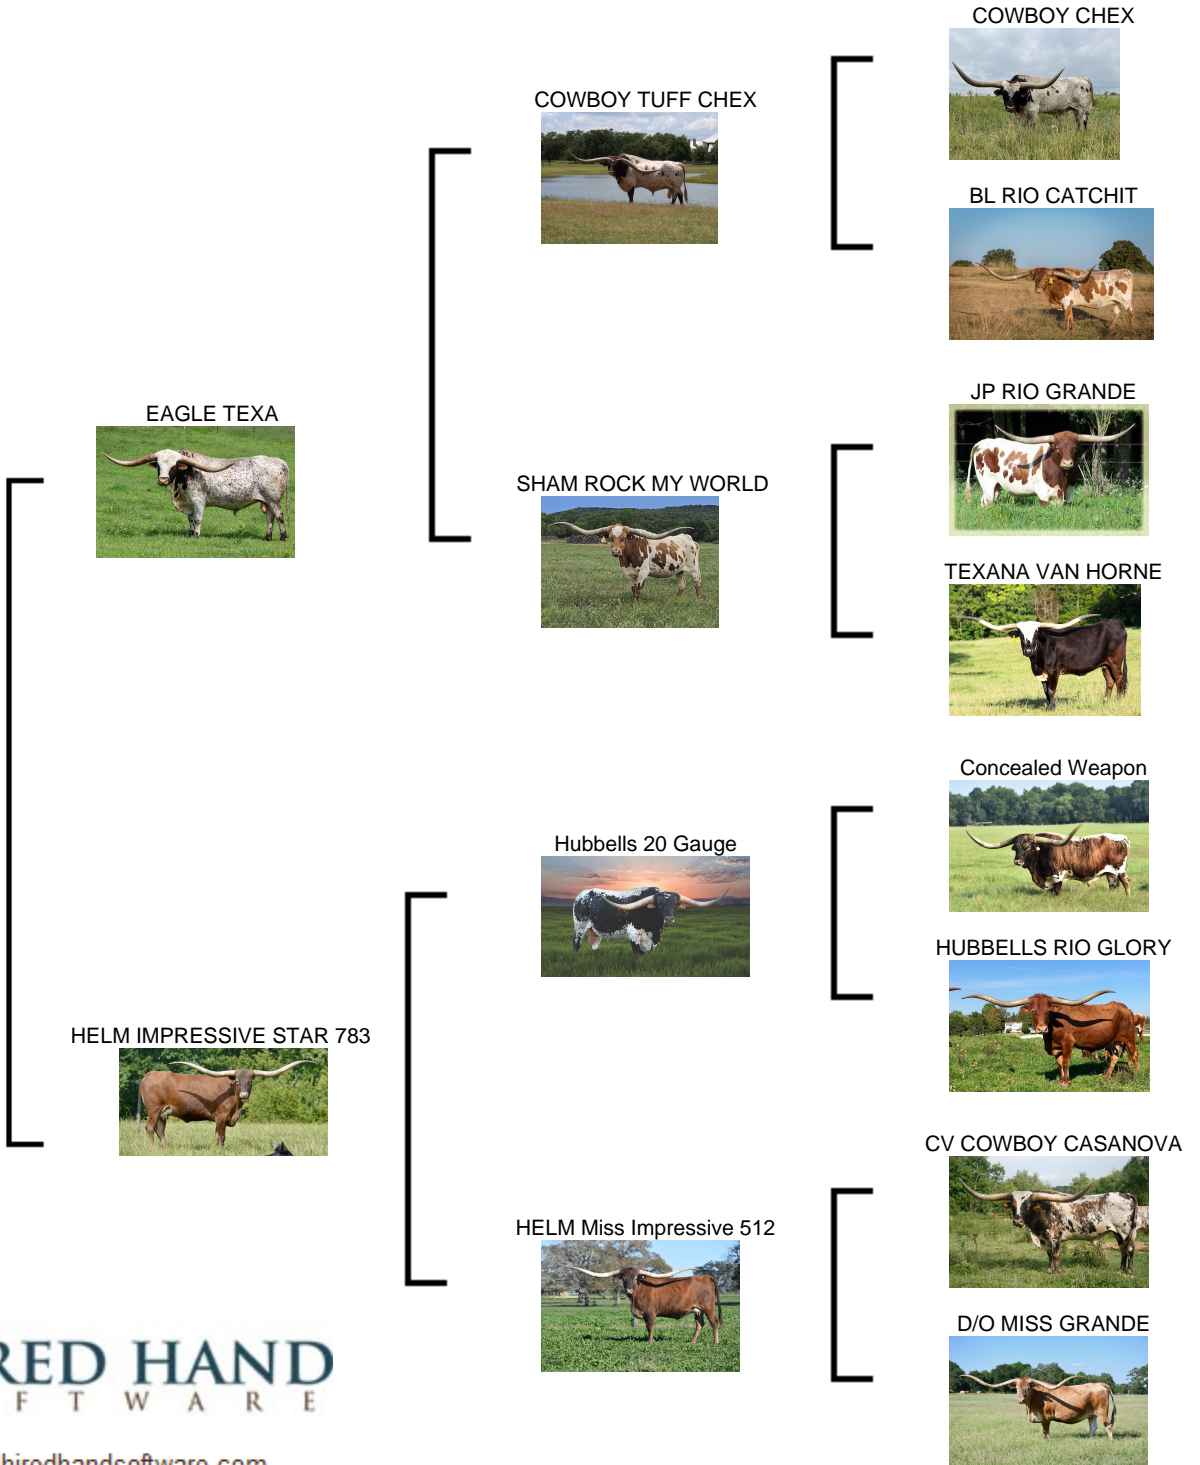 COWBOY CHEX
COWBOY TUFF CHEX
BL RIO CATCHIT
JP RIO GRANDE
EAGLE TEXA
SHAM ROCK MY WORLD
TEXANA VAN HORNE
Concealed Weapon
Hubbells 20 Gauge
HUBBELLS RIO GLORY
HELM IMPRESSIVE STAR 783
CV COWBOY CASANOVA
HELM Miss Impressive 512
D/O MISS GRANDE
RED HAND
F T W A R E
hiredhandsoftware.com